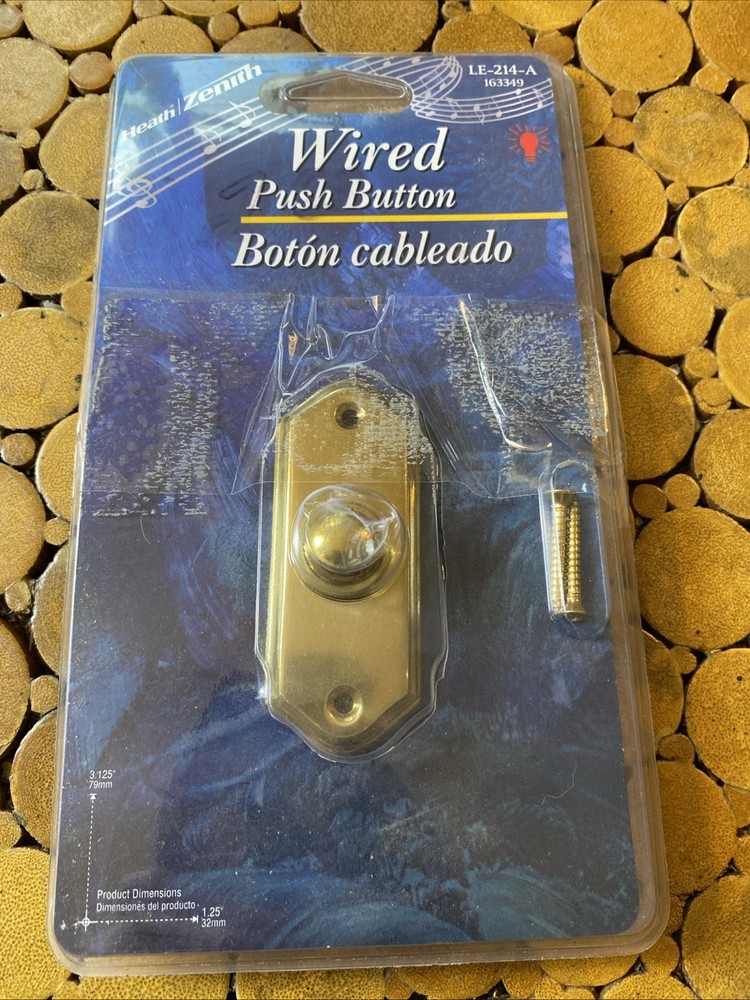 Heath | Zenith
LE-214-A
163349
Wired
Push Button
Botón cableado
3.125"
79mm
Product Dimensions
Dimensiones del producto
1.25"
32mm